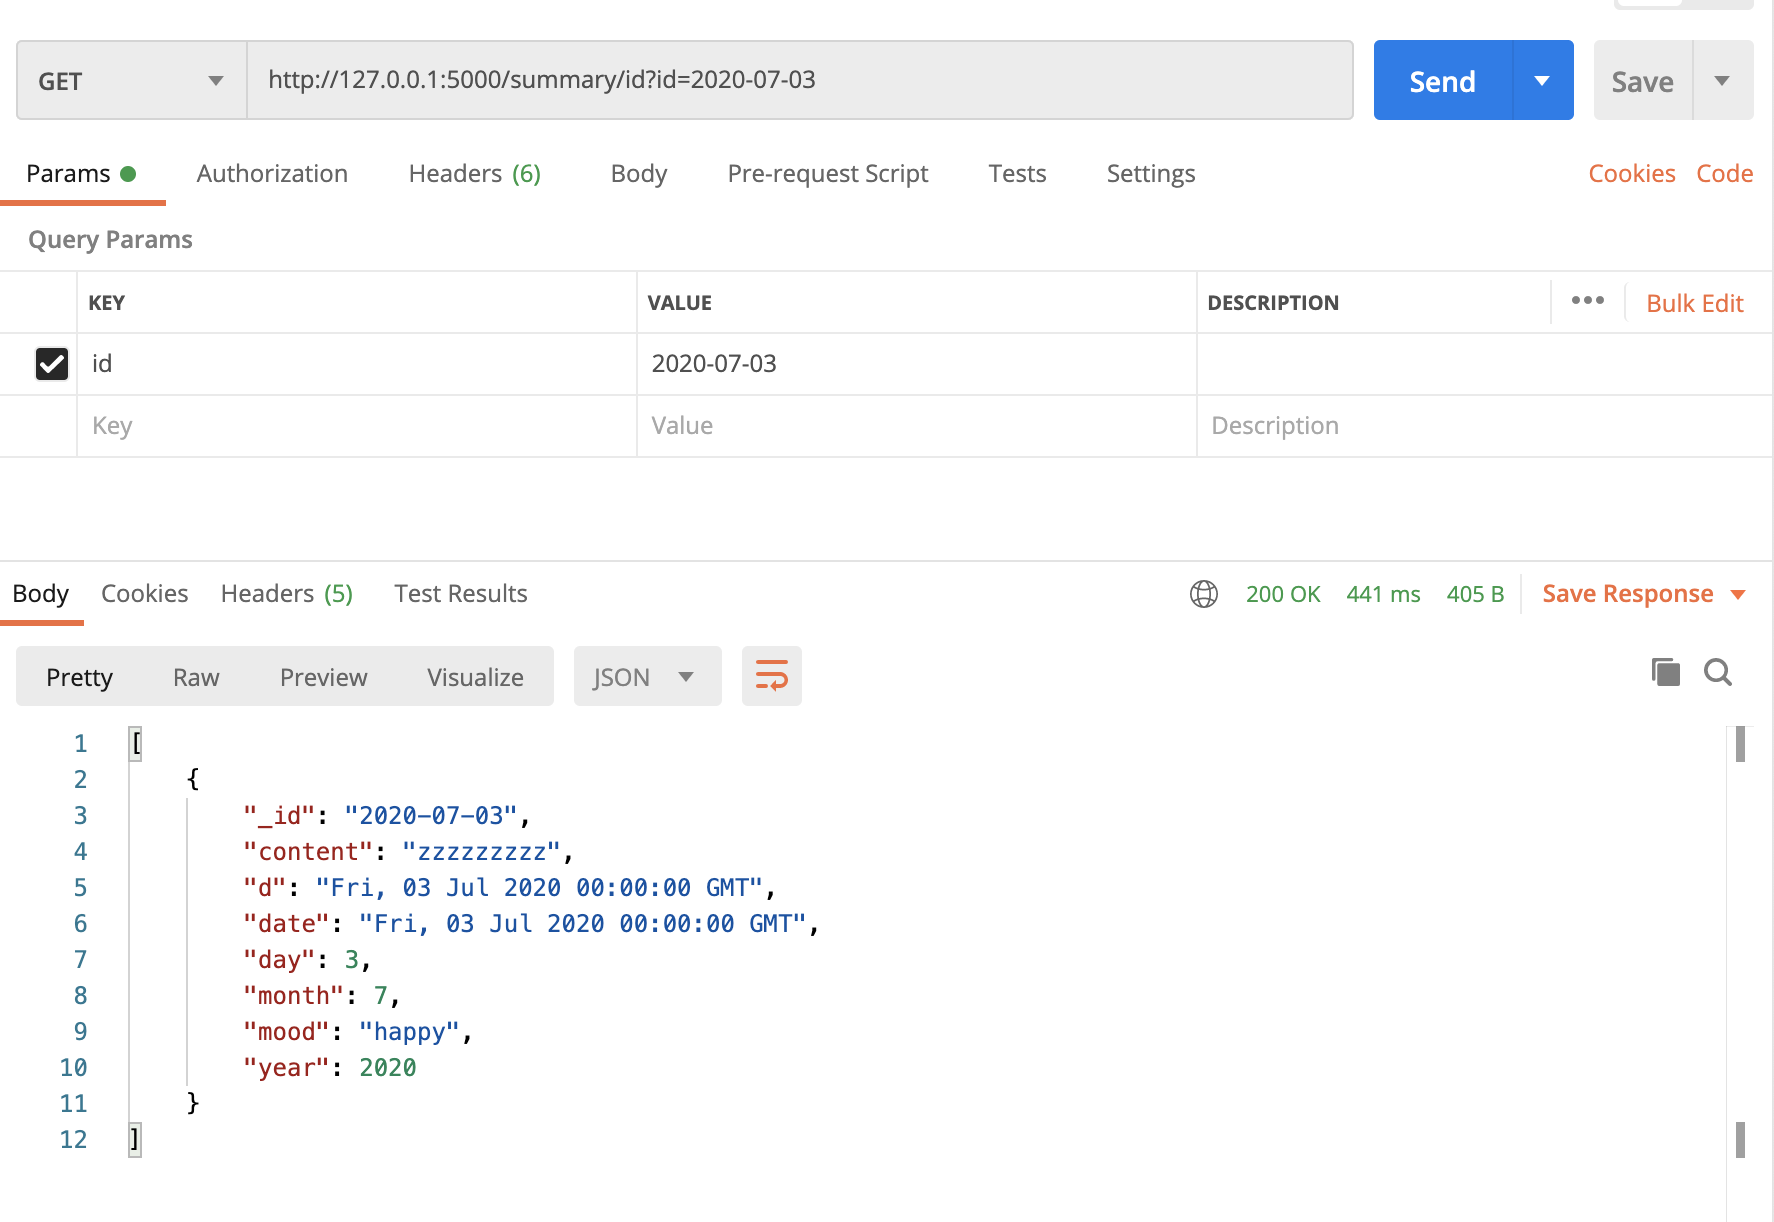 GET http://127.0.0.1:5000/summary/id?id=2020-07-03 Send Save
Params Authorization Headers (6) Body Pre-request Script Tests Settings Cookies Code
Query Params
KEY VALUE DESCRIPTION ••• Bulk Edit
id 2020-07-03
Key Value Description
Body Cookies Headers (5) Test Results 200 OK 441 ms 405 B Save Response
Pretty Raw Preview Visualize JSON
1 [
2 {
3 "_id": "2020-07-03",
4 "content": "zzzzzzzzz",
5 "d": "Fri, 03 Jul 2020 00:00:00 GMT",
6 "date": "Fri, 03 Jul 2020 00:00:00 GMT",
7 "day": 3,
8 "month": 7,
9 "mood": "happy",
10 "year": 2020
11 }
12 ]